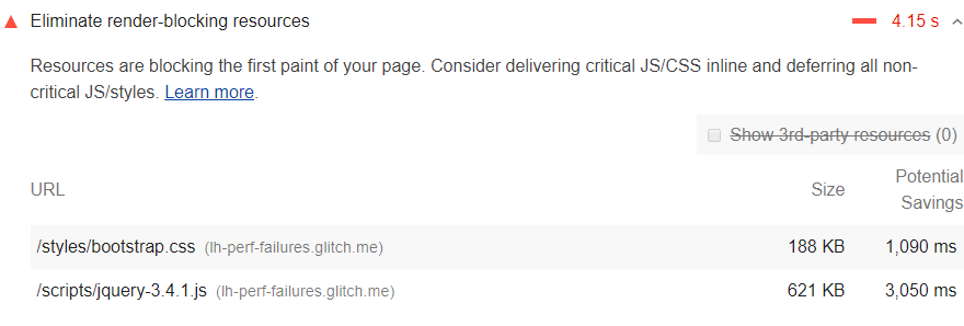 Eliminate render-blocking resources 4.15 s
Resources are blocking the first paint of your page. Consider delivering critical JS/CSS inline and deferring all non-
critical JS/styles. Learn more.
Show 3rd-party resources (0)
URL Size Potential Savings
/styles/bootstrap.css (lh-perf-failures.glitch.me) 188 KB 1,090 ms
/scripts/jquery-3.4.1.js (lh-perf-failures.glitch.me) 621 KB 3,050 ms